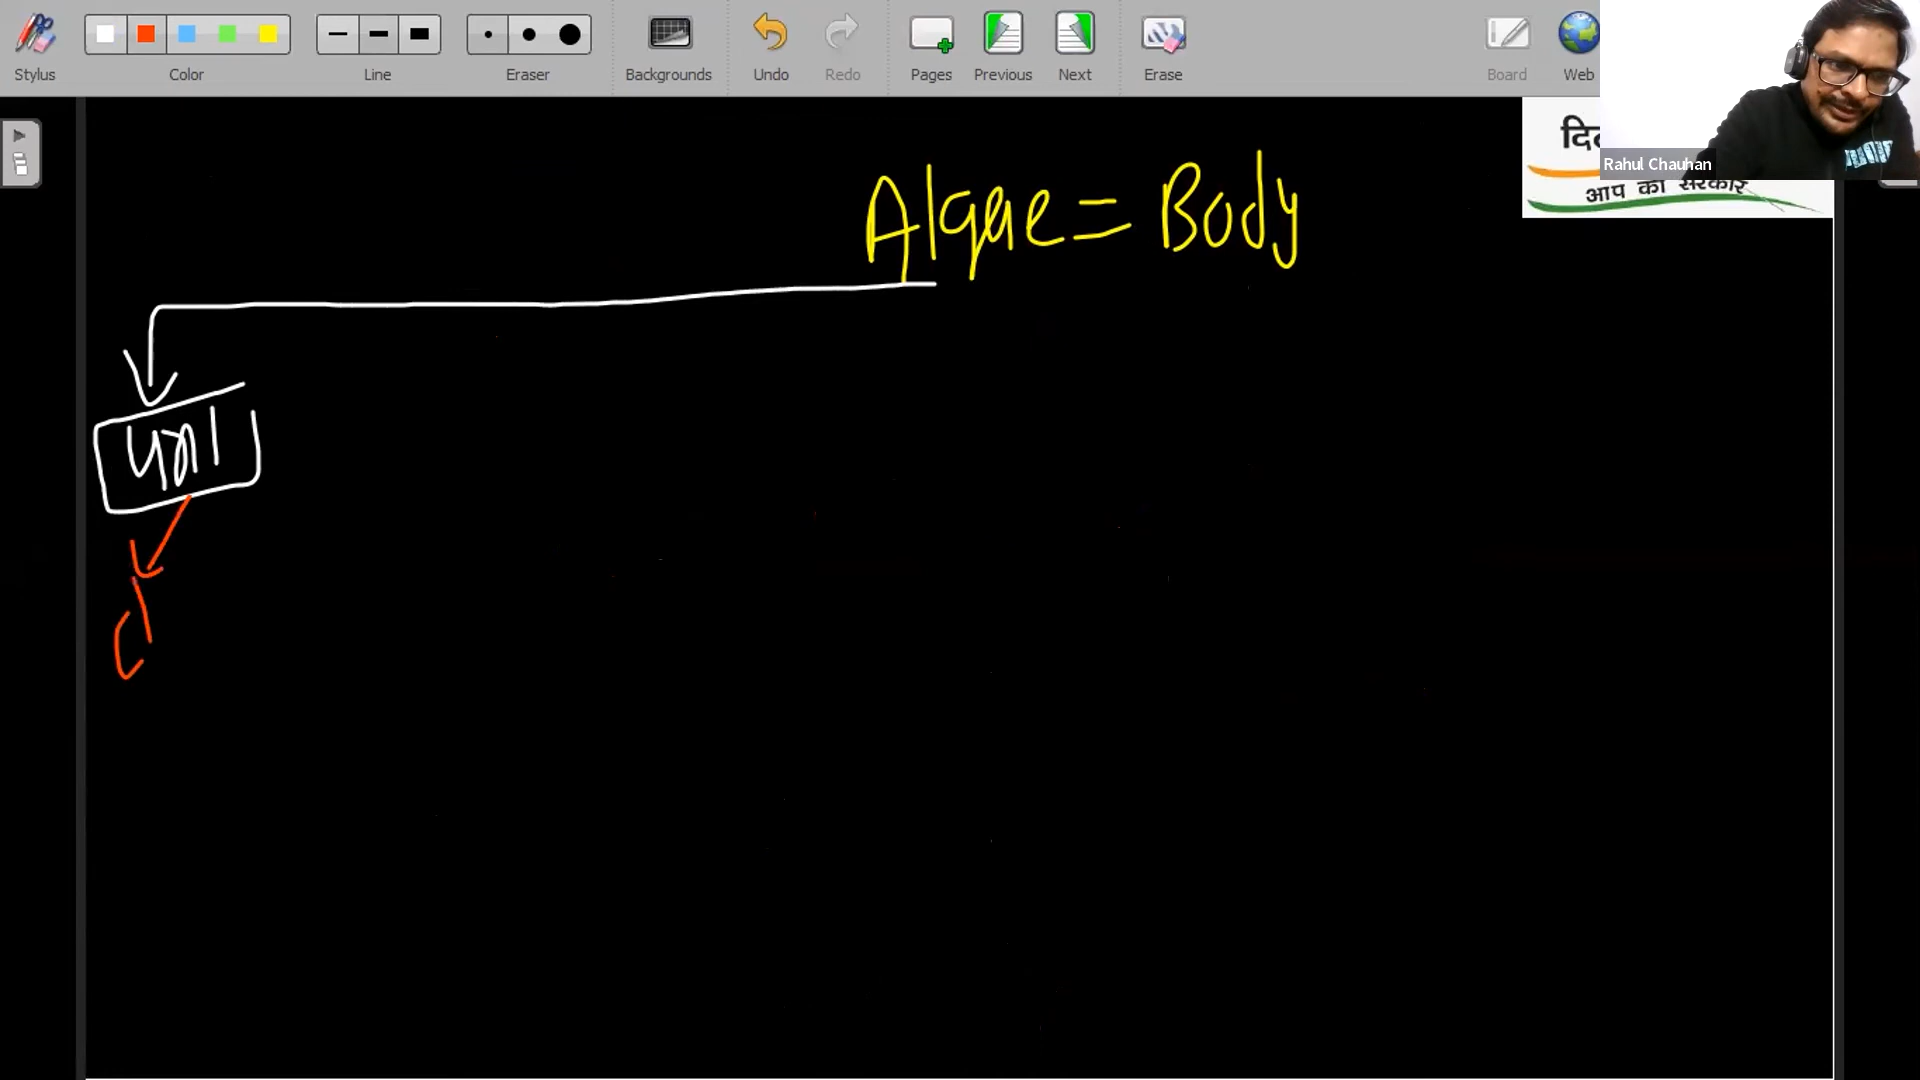 Stylus Color Line Eraser Backgrounds Undo Redo Pages Previous Next Erase Board Web
Rahul Chauhan
आप की सरकार
Algae = Body